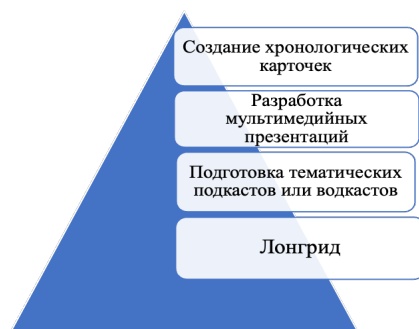 Создание хронологических
карточек
Разработка
мультимедийных
презентаций
Подготовка тематических
подкастов или водкастов
Лонгрид